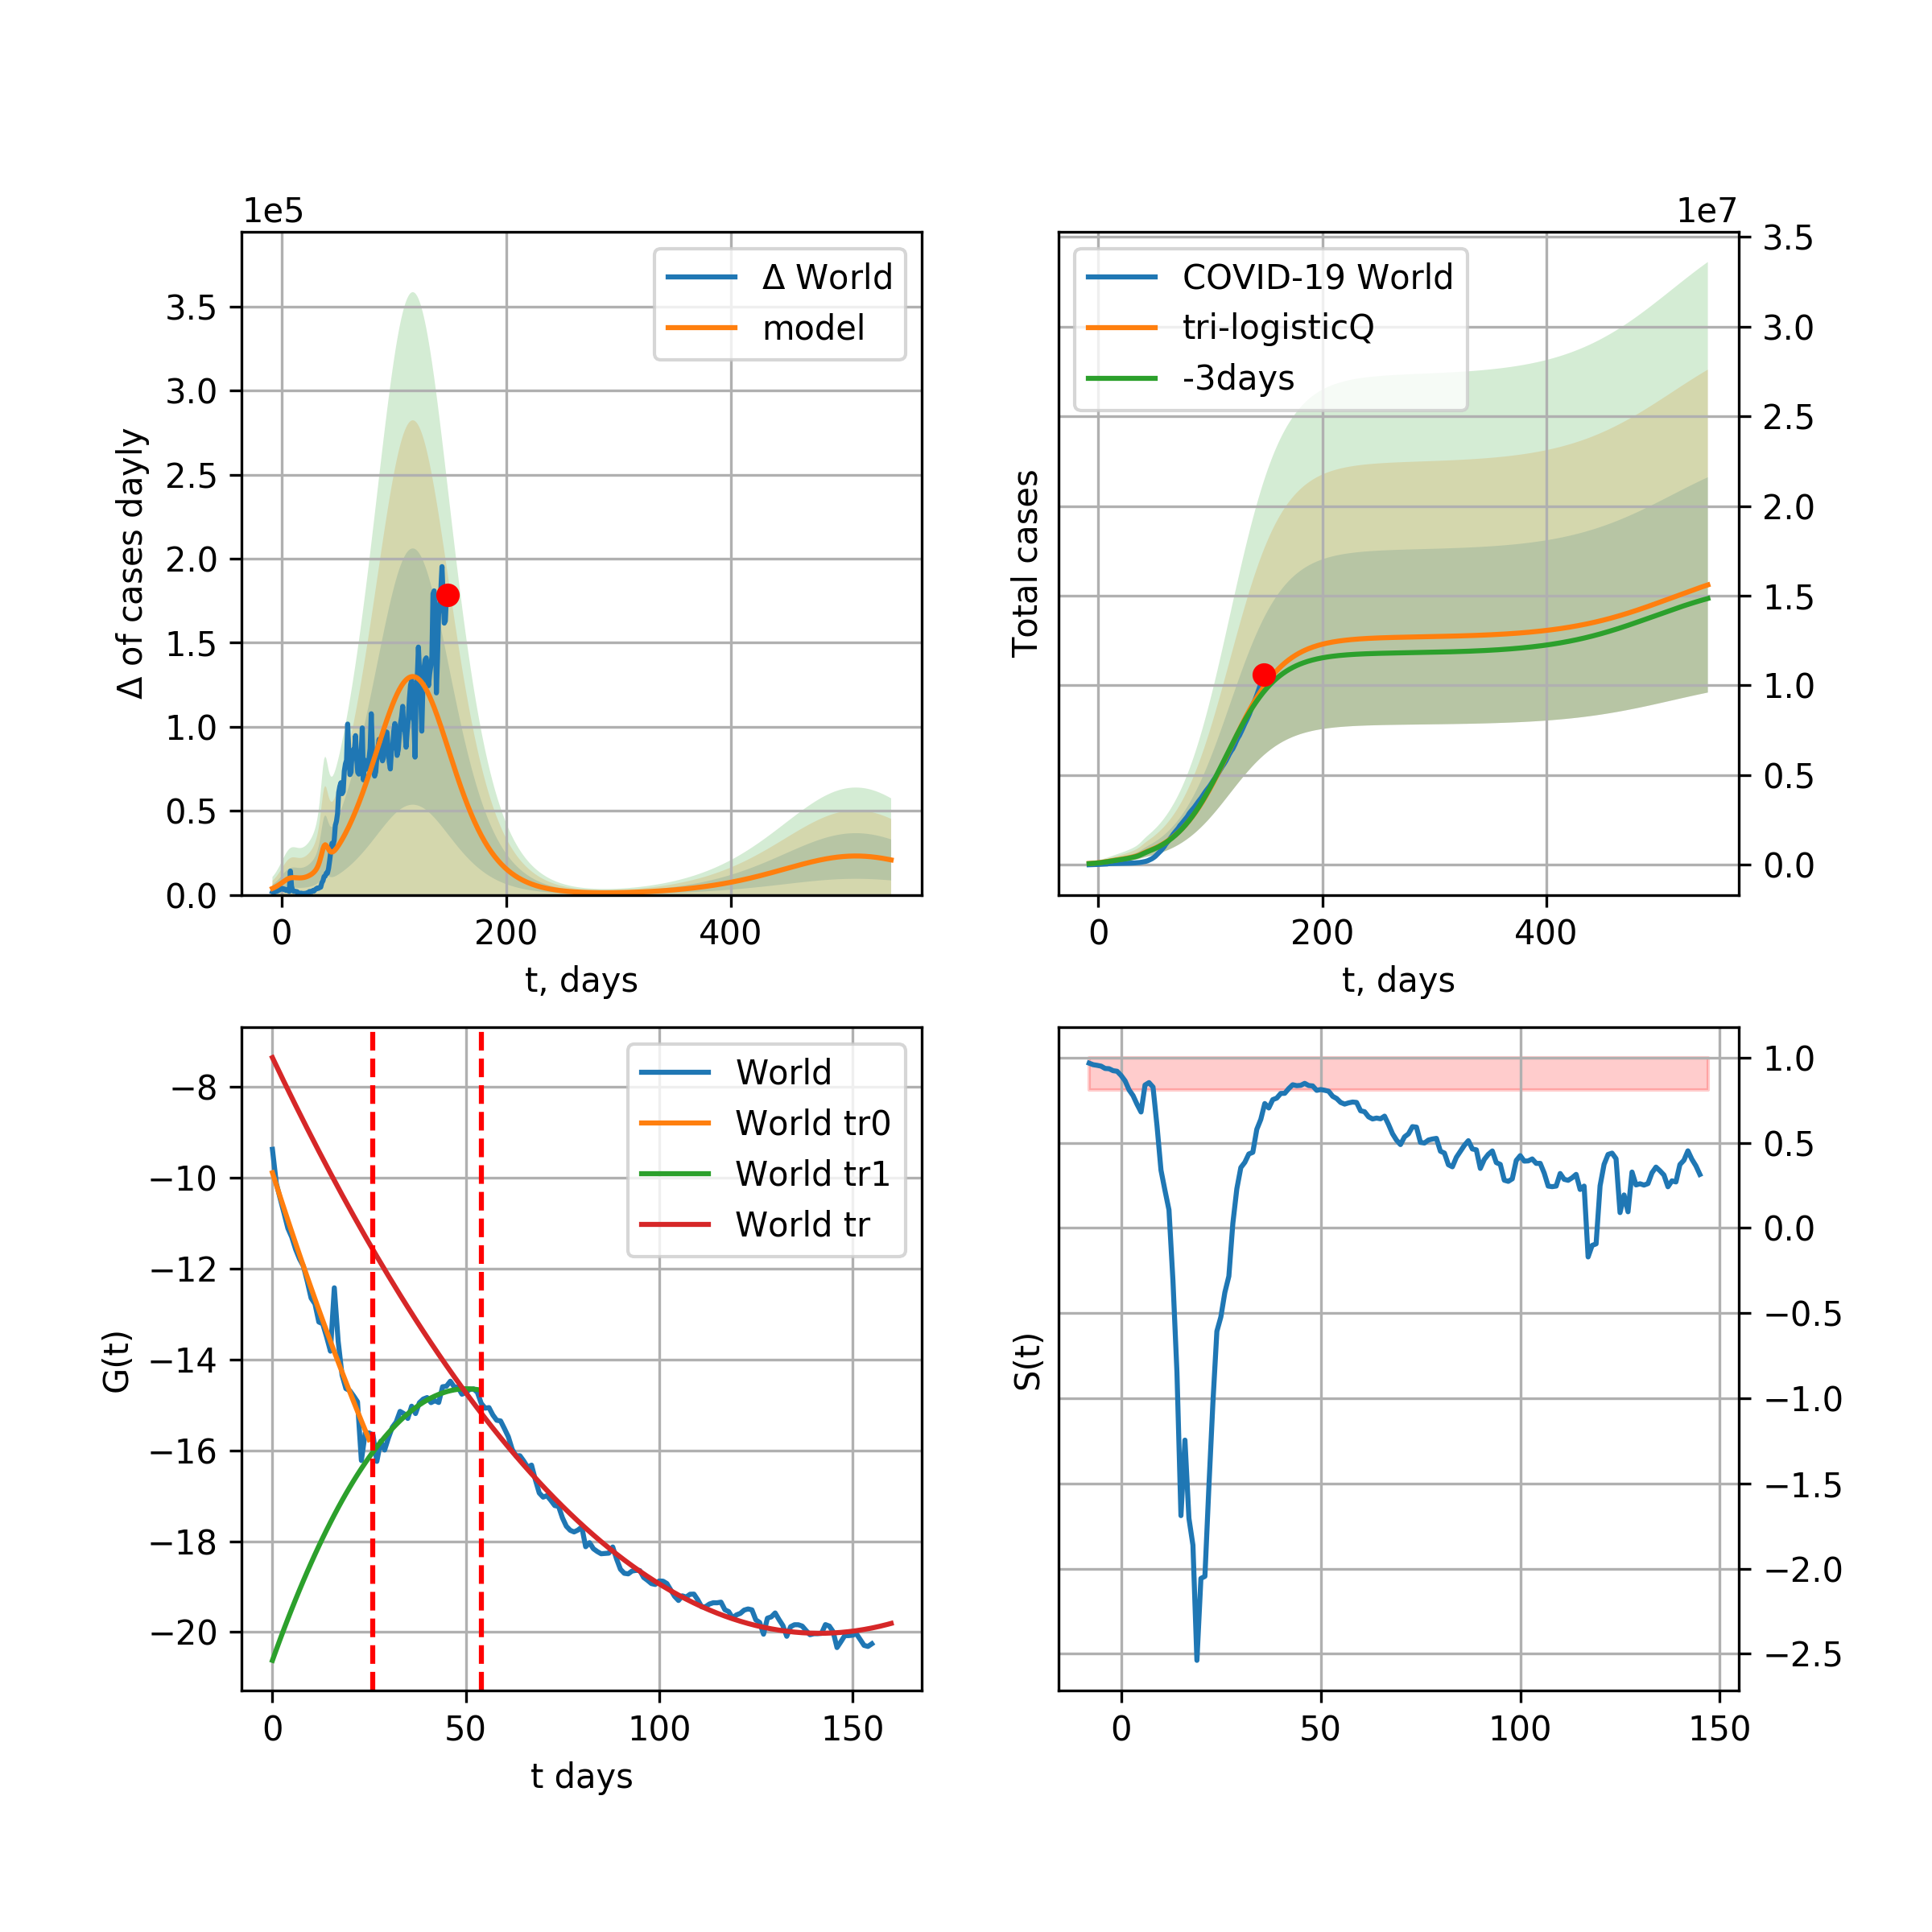 1e5
Δ of cases dayly
3.5
3.0
2.5
2.0
1.5
1.0
0.5
0.0
0 200 400
t, days
Δ World
model
1e7
Total cases
3.5
3.0
2.5
2.0
1.5
1.0
0.5
0.0
0 200 400
t, days
COVID-19 World
tri-logisticQ
-3days
G(t)
−8
−10
−12
−14
−16
−18
−20
0 50 100 150
t days
World
World tr0
World tr1
World tr
S(t)
1.0
0.5
0.0
−0.5
−1.0
−1.5
−2.0
−2.5
0 50 100 150